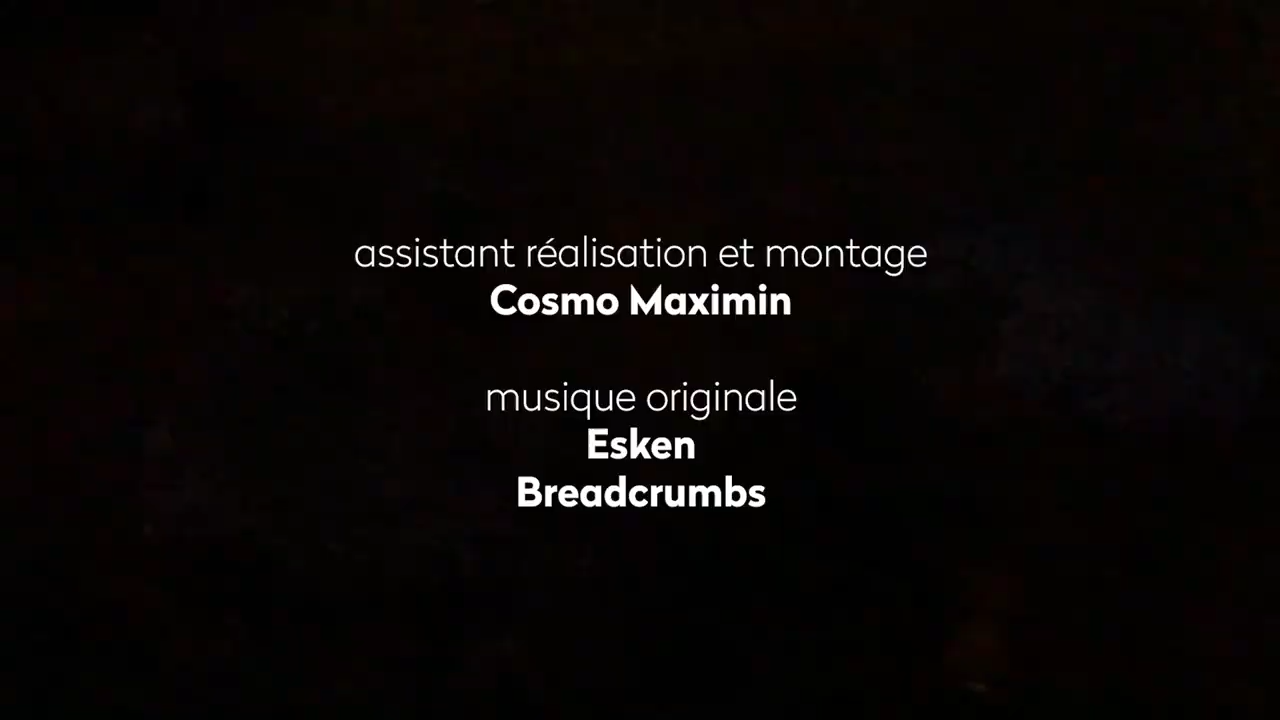 assistant réalisation et montage
Cosmo Maximin
musique originale
Esken
Breadcrumbs